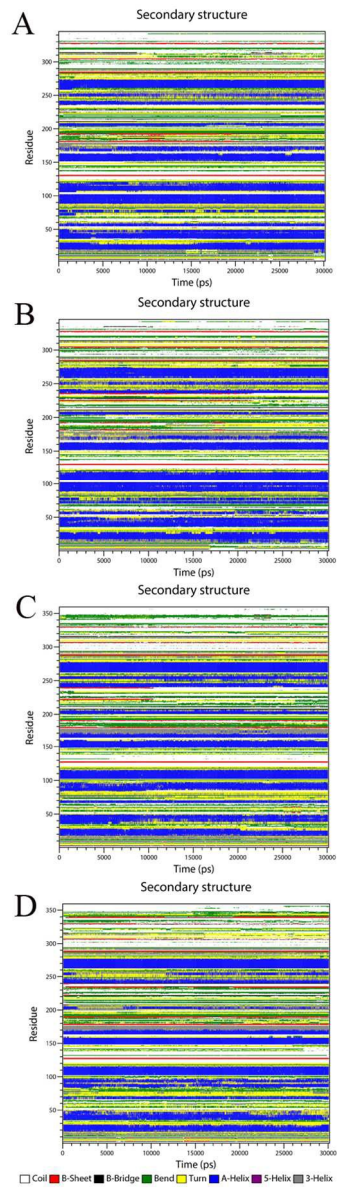 A
Secondary structure
300
250
200
150
100
50
Residue
0 5000 10000 15000 20000 25000 30000
Time (ps)
B
Secondary structure
300
250
200
150
100
50
Residue
0 5000 10000 15000 20000 25000 30000
Time (ps)
C
Secondary structure
350
300
250
200
150
100
50
Residue
0 5000 10000 15000 20000 25000 30000
Time (ps)
D
Secondary structure
350
300
250
200
150
100
50
Residue
0 5000 10000 15000 20000 25000 30000
Time (ps)
Coil B-Sheet B-Bridge Bend Turn A-Helix 5-Helix 3-Helix